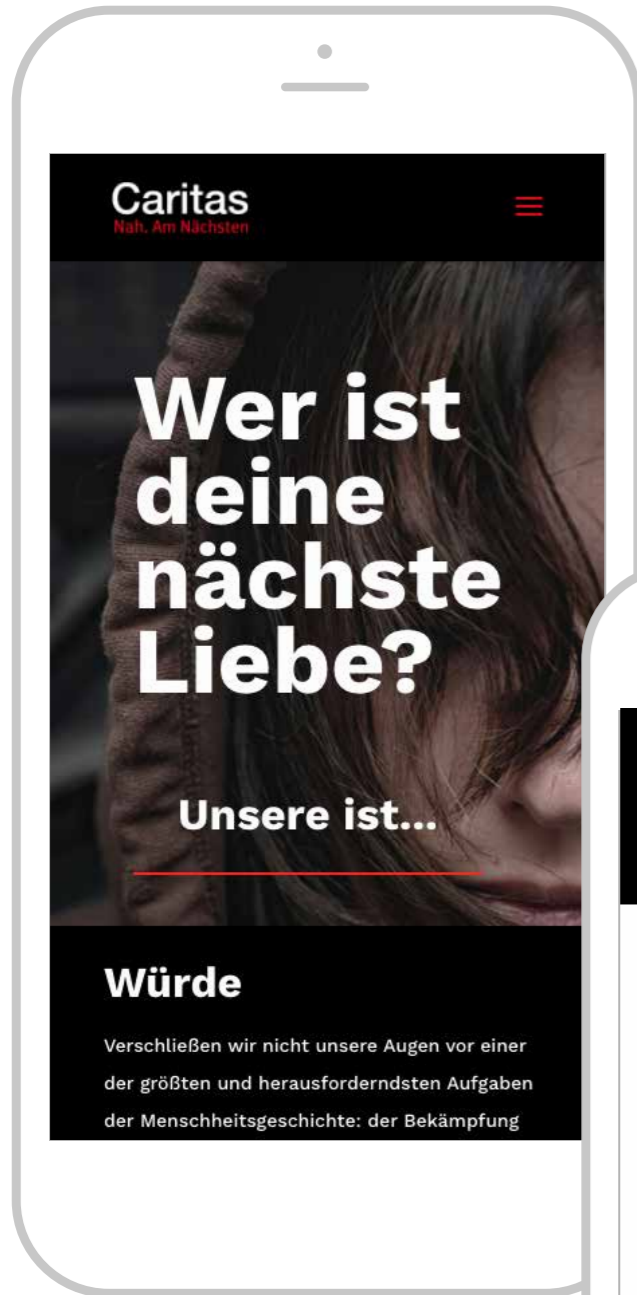 Caritas
Nah. Am Nächsten
Wer ist
deine
nächste
Liebe?
Unsere ist...
Würde
Verschließen wir nicht unsere Augen vor einer
der größten und herausforderndsten Aufgaben
der Menschheitsgeschichte: der Bekämpfung